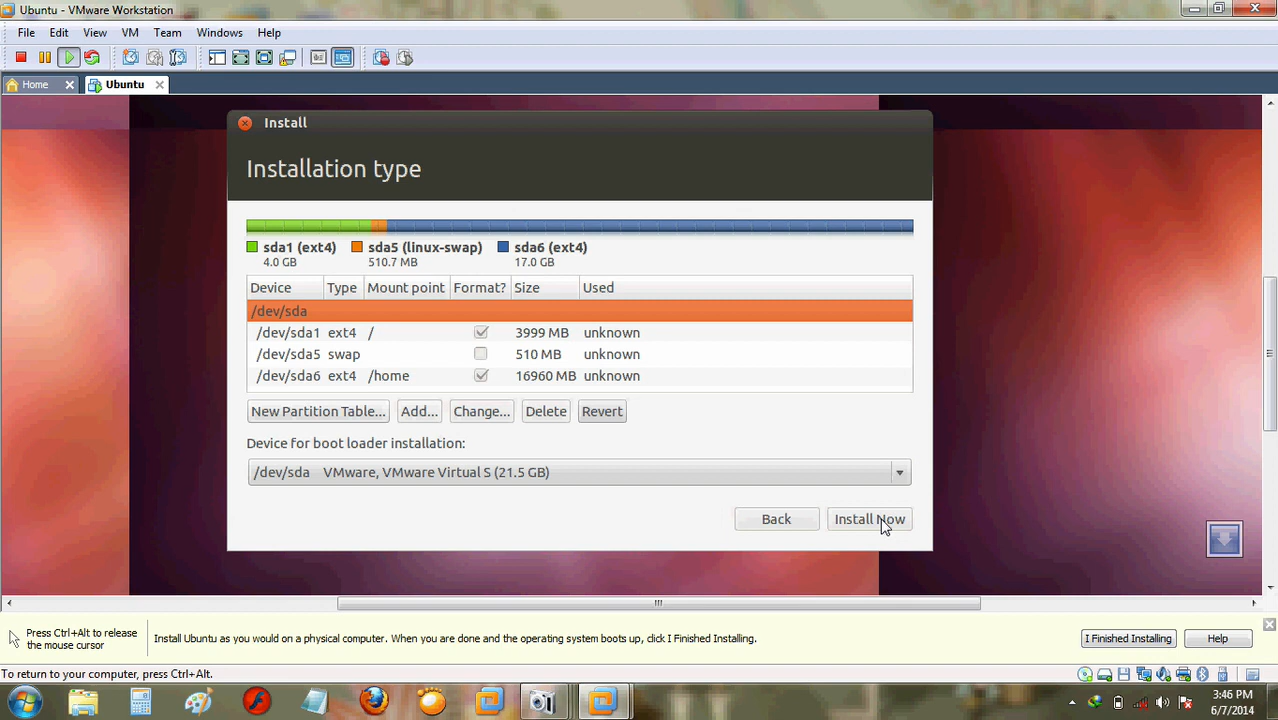 Ubuntu - VMware Workstation
File Edit View VM Team Windows Help
Home Ubuntu
Install
Installation type
sda1 (ext4) sda5 (linux-swap) sda6 (ext4)
4.0 GB 510.7 MB 17.0 GB
Device Type Mount point Format? Size Used
/dev/sda
/dev/sda1 ext4 / 3999 MB unknown
/dev/sda5 swap 510 MB unknown
/dev/sda6 ext4 /home 16960 MB unknown
New Partition Table... Add... Change... Delete Revert
Device for boot loader installation:
/dev/sda VMware, VMware Virtual S (21.5 GB)
Back Install Now
Press Ctrl+Alt to release
the mouse cursor
Install Ubuntu as you would on a physical computer. When you are done and the operating system boots up, click I Finished Installing.
I Finished Installing Help
To return to your computer, press Ctrl+Alt.
3:46 PM
6/7/2014